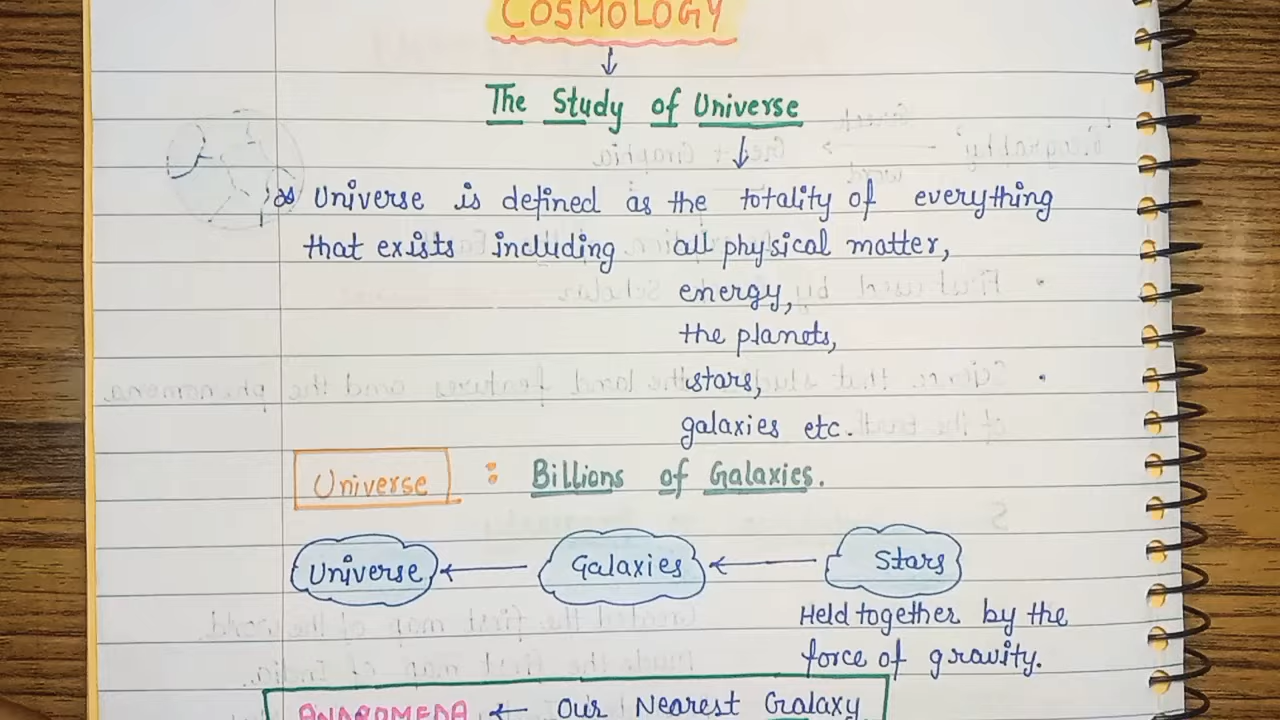 COSMOLOGY
The Study of Universe
Universe is defined as the totality of everything
that exists including all physical matter,
energy,
the planets,
stars,
galaxies etc.
Universe : Billions of Galaxies.
Universe ← Galaxies ← Stars
Held together by the
force of gravity.
ANDROMEDA ← Our Nearest Galaxy